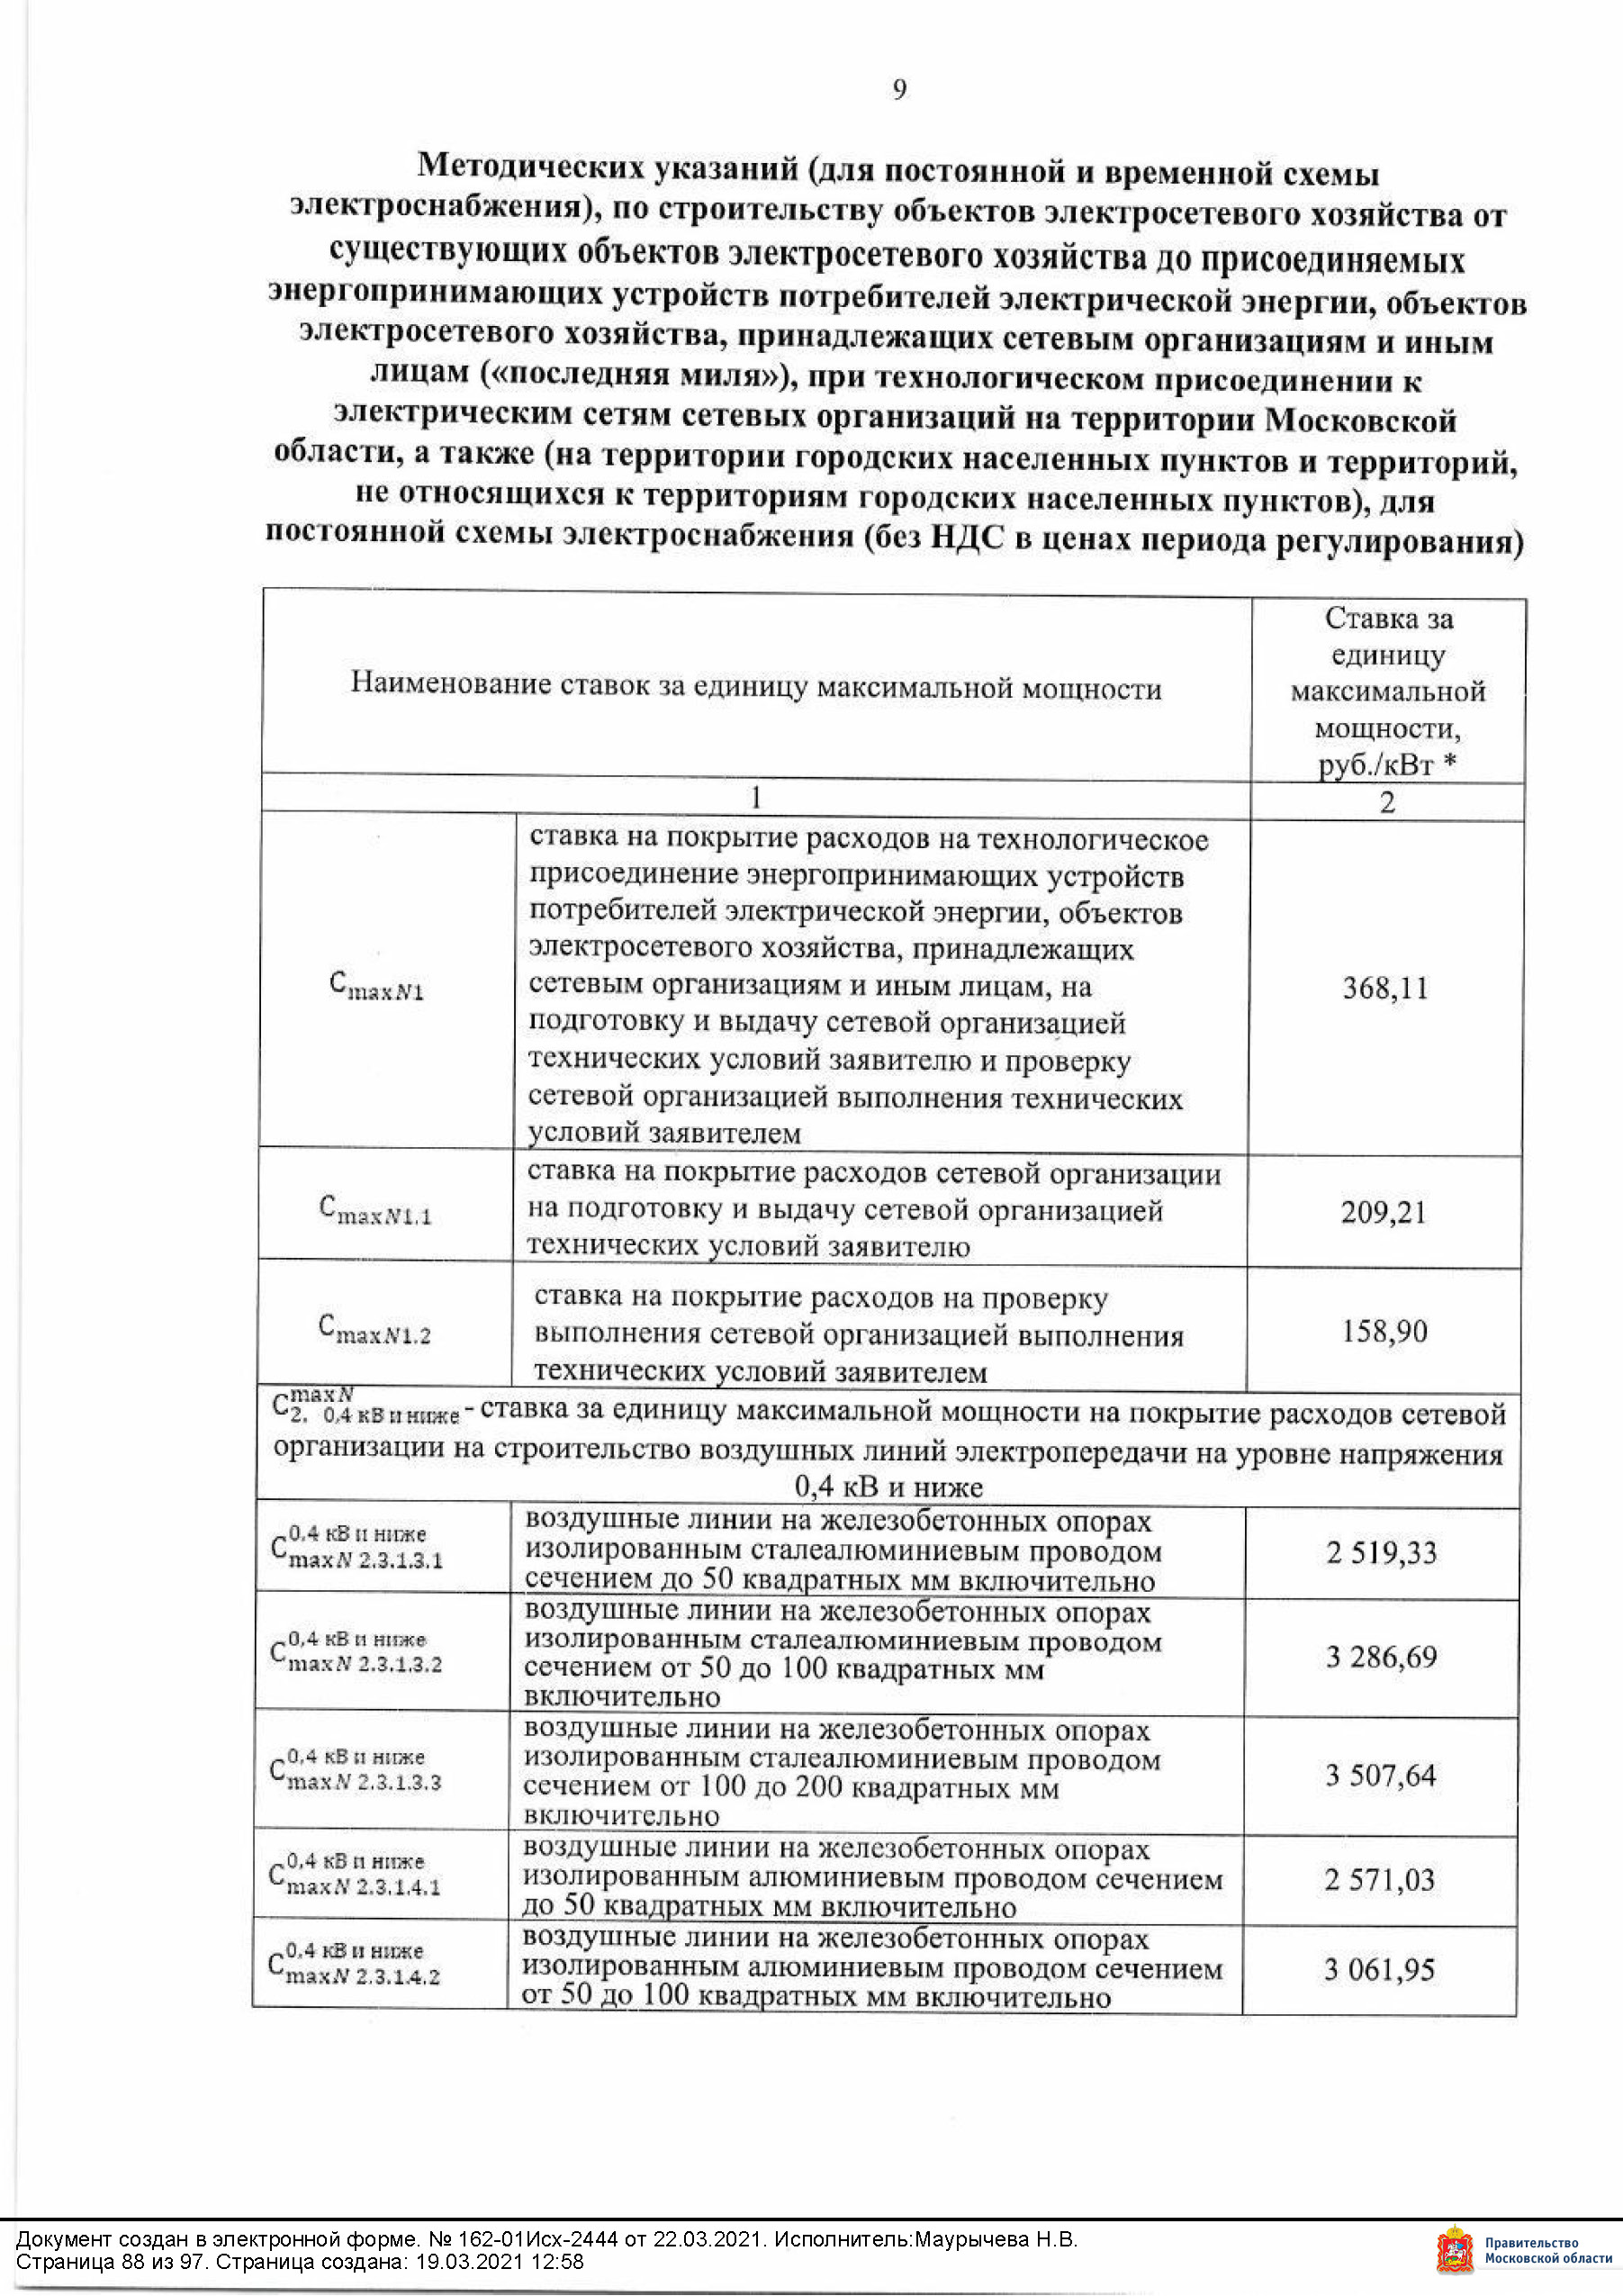 9
Методических указаний (для постоянной и временной схемы
электроснабжения), по строительству объектов электросетевого хозяйства от
существующих объектов электросетевого хозяйства до присоединяемых
энергопринимающих устройств потребителей электрической энергии, объектов
электросетевого хозяйства, принадлежащих сетевым организациям и иным
лицам («последняя миля»), при технологическом присоединении к
электрическим сетям сетевых организаций на территории Московской
области, а также (на территории городских населенных пунктов и территорий,
не относящихся к территориям городских населенных пунктов), для
постоянной схемы электроснабжения (без НДС в ценах периода регулирования)
Наименование ставок за единицу максимальной мощности
Ставка за
единицу
максимальной
мощности,
руб./кВт *
1
2
CmaxN1
ставка на покрытие расходов на технологическое
присоединение энергопринимающих устройств
потребителей электрической энергии, объектов
электросетевого хозяйства, принадлежащих
сетевым организациям и иным лицам, на
подготовку и выдачу сетевой организацией
технических условий заявителю и проверку
сетевой организацией выполнения технических
условий заявителем
368,11
CmaxN1.1
ставка на покрытие расходов сетевой организации
на подготовку и выдачу сетевой организацией
технических условий заявителю
209,21
CmaxN1.2
ставка на покрытие расходов на проверку
выполнения сетевой организацией выполнения
технических условий заявителем
158,90
C maxN 2. 0,4 кВ и ниже - ставка за единицу максимальной мощности на покрытие расходов сетевой
организации на строительство воздушных линий электропередачи на уровне напряжения
0,4 кВ и ниже
C 0,4 кВ и ниже
maxN 2.3.1.3.1
воздушные линии на железобетонных опорах
изолированным сталеалюминиевым проводом
сечением до 50 квадратных мм включительно
2 519,33
C 0,4 кВ и ниже
maxN 2.3.1.3.2
воздушные линии на железобетонных опорах
изолированным сталеалюминиевым проводом
сечением от 50 до 100 квадратных мм
включительно
3 286,69
C 0,4 кВ и ниже
maxN 2.3.1.3.3
воздушные линии на железобетонных опорах
изолированным сталеалюминиевым проводом
сечением от 100 до 200 квадратных мм
включительно
3 507,64
C 0,4 кВ и ниже
maxN 2.3.1.4.1
воздушные линии на железобетонных опорах
изолированным алюминиевым проводом сечением
до 50 квадратных мм включительно
2 571,03
C 0,4 кВ и ниже
maxN 2.3.1.4.2
воздушные линии на железобетонных опорах
изолированным алюминиевым проводом сечением
от 50 до 100 квадратных мм включительно
3 061,95
Документ создан в электронной форме. № 162-01Исх-2444 от 22.03.2021. Исполнитель:Маурычева Н.В.
Страница 88 из 97. Страница создана: 19.03.2021 12:58
Правительство
Московской области